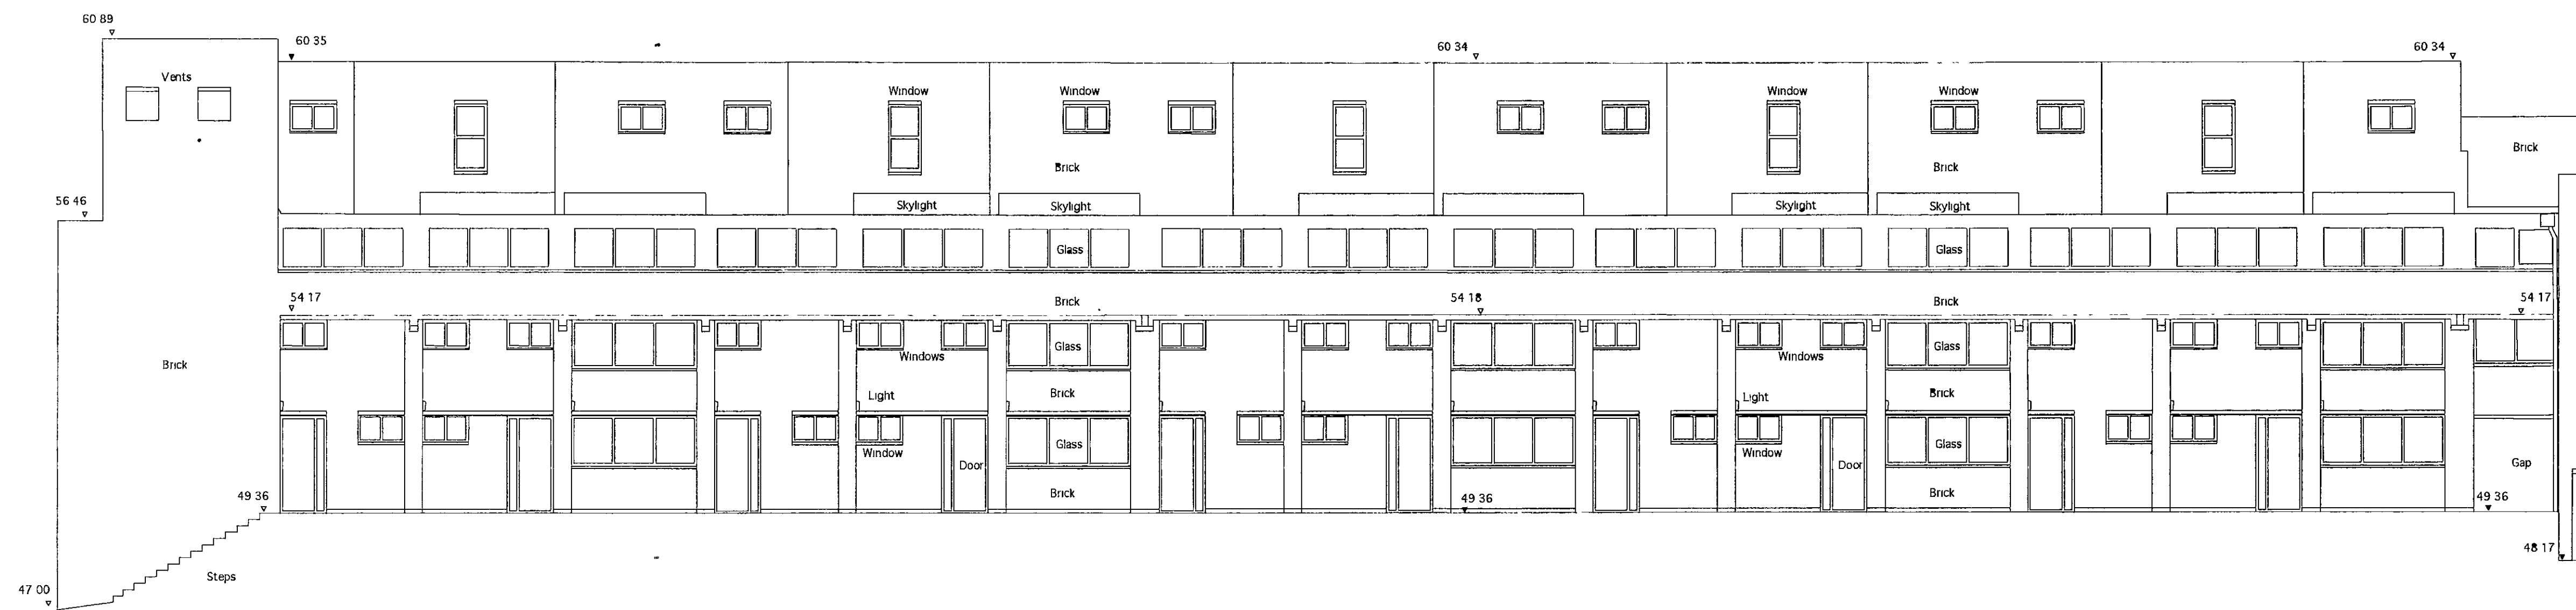 60 89
60 35
60 34
60 34
Vents
Window
Window
Window
Window
Brick
Brick
Brick
56 46
Skylight
Skylight
Skylight
Skylight
Glass
Glass
54 17
Brick
54 18
Brick
54 17
Glass
Glass
Windows
Windows
Brick
Light
Brick
Light
Brick
Window
Glass
Window
Glass
Door
Door
Gap
49 36
Brick
49 36
Brick
49 36
48 17
Steps
47 00